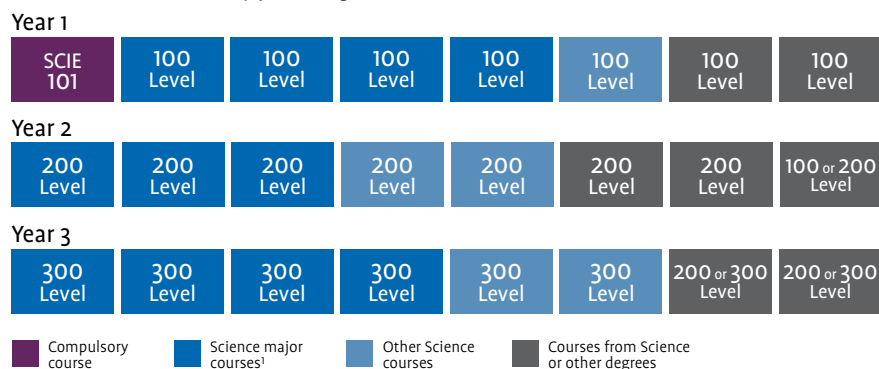 Year 1
SCIE 101
100 Level
100 Level
100 Level
100 Level
100 Level
100 Level
100 Level
Year 2
200 Level
200 Level
200 Level
200 Level
200 Level
200 Level
200 Level
100 or 200 Level
Year 3
300 Level
300 Level
300 Level
300 Level
300 Level
300 Level
200 or 300 Level
200 or 300 Level
Compulsory course
Science major courses¹
Other Science courses
Courses from Science or other degrees